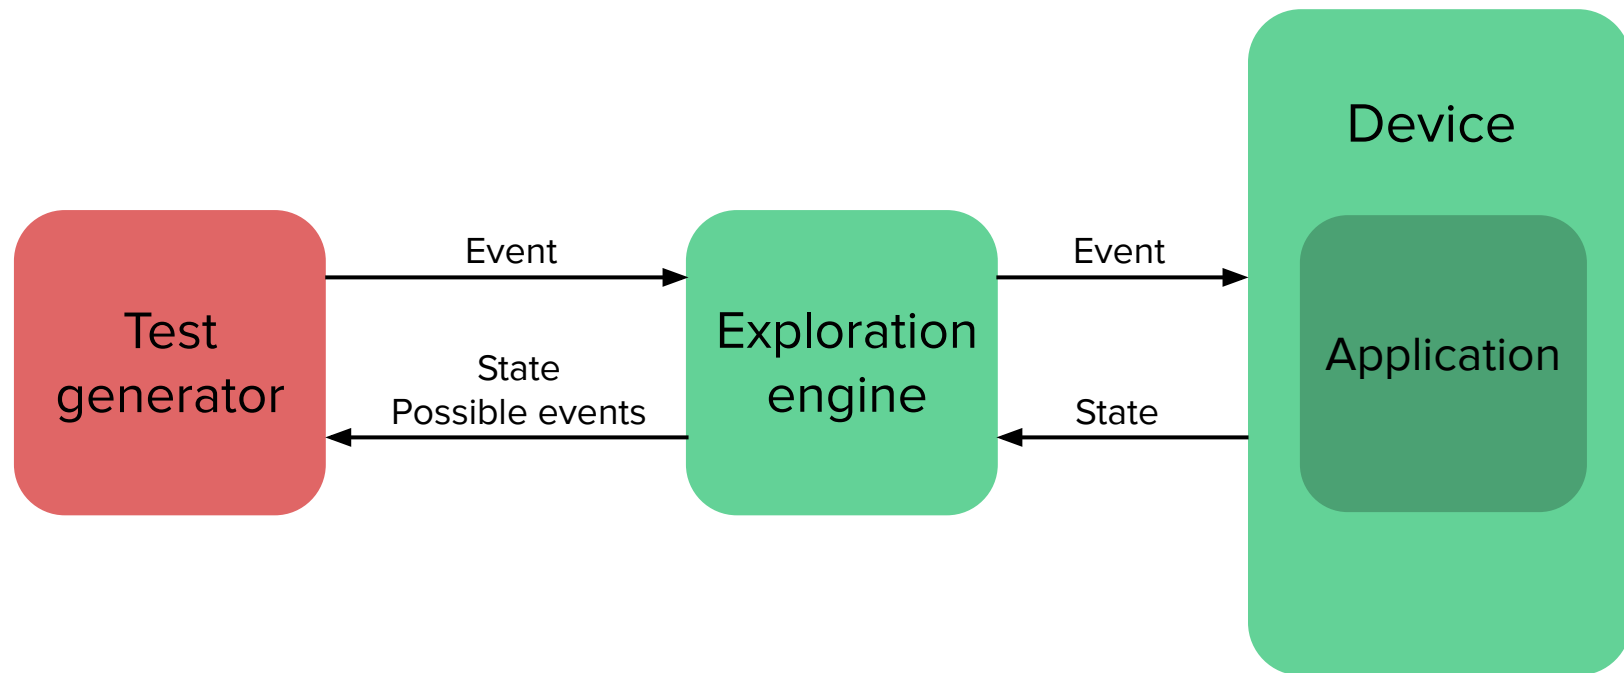 Test
generator
Event
State
Possible events
Exploration
engine
Event
State
Device
Application